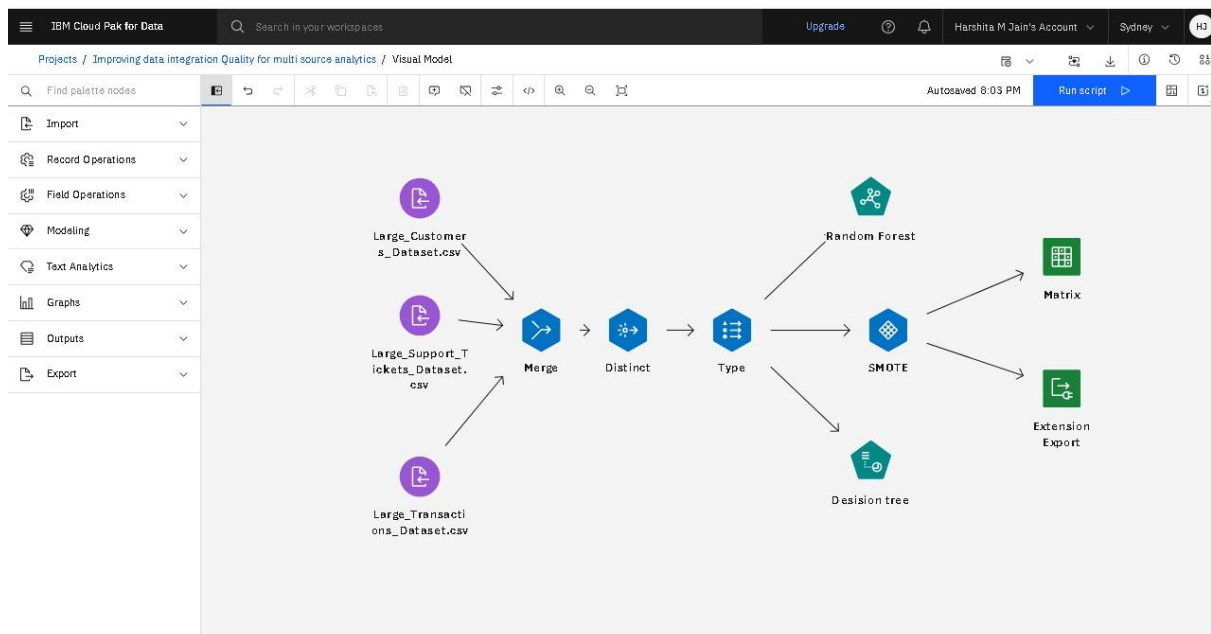 IBM Cloud Pak for Data
Search in your workspaces
Upgrade
Harshita M Jain's Account
Sydney
HJ
Projects / Improving data integration Quality for multi source analytics / Visual Model
Find palette nodes
Autosaved 8:03 PM
Run script
Import
Record Operations
Field Operations
Modeling
Text Analytics
Graphs
Outputs
Export
Large_Customer
s_Dataset.csv
Large_Support_T
ickets_Dataset.
csv
Large_Transacti
ons_Dataset.csv
Merge
Distinct
Type
Random Forest
SMOTE
Desision tree
Matrix
Extension
Export